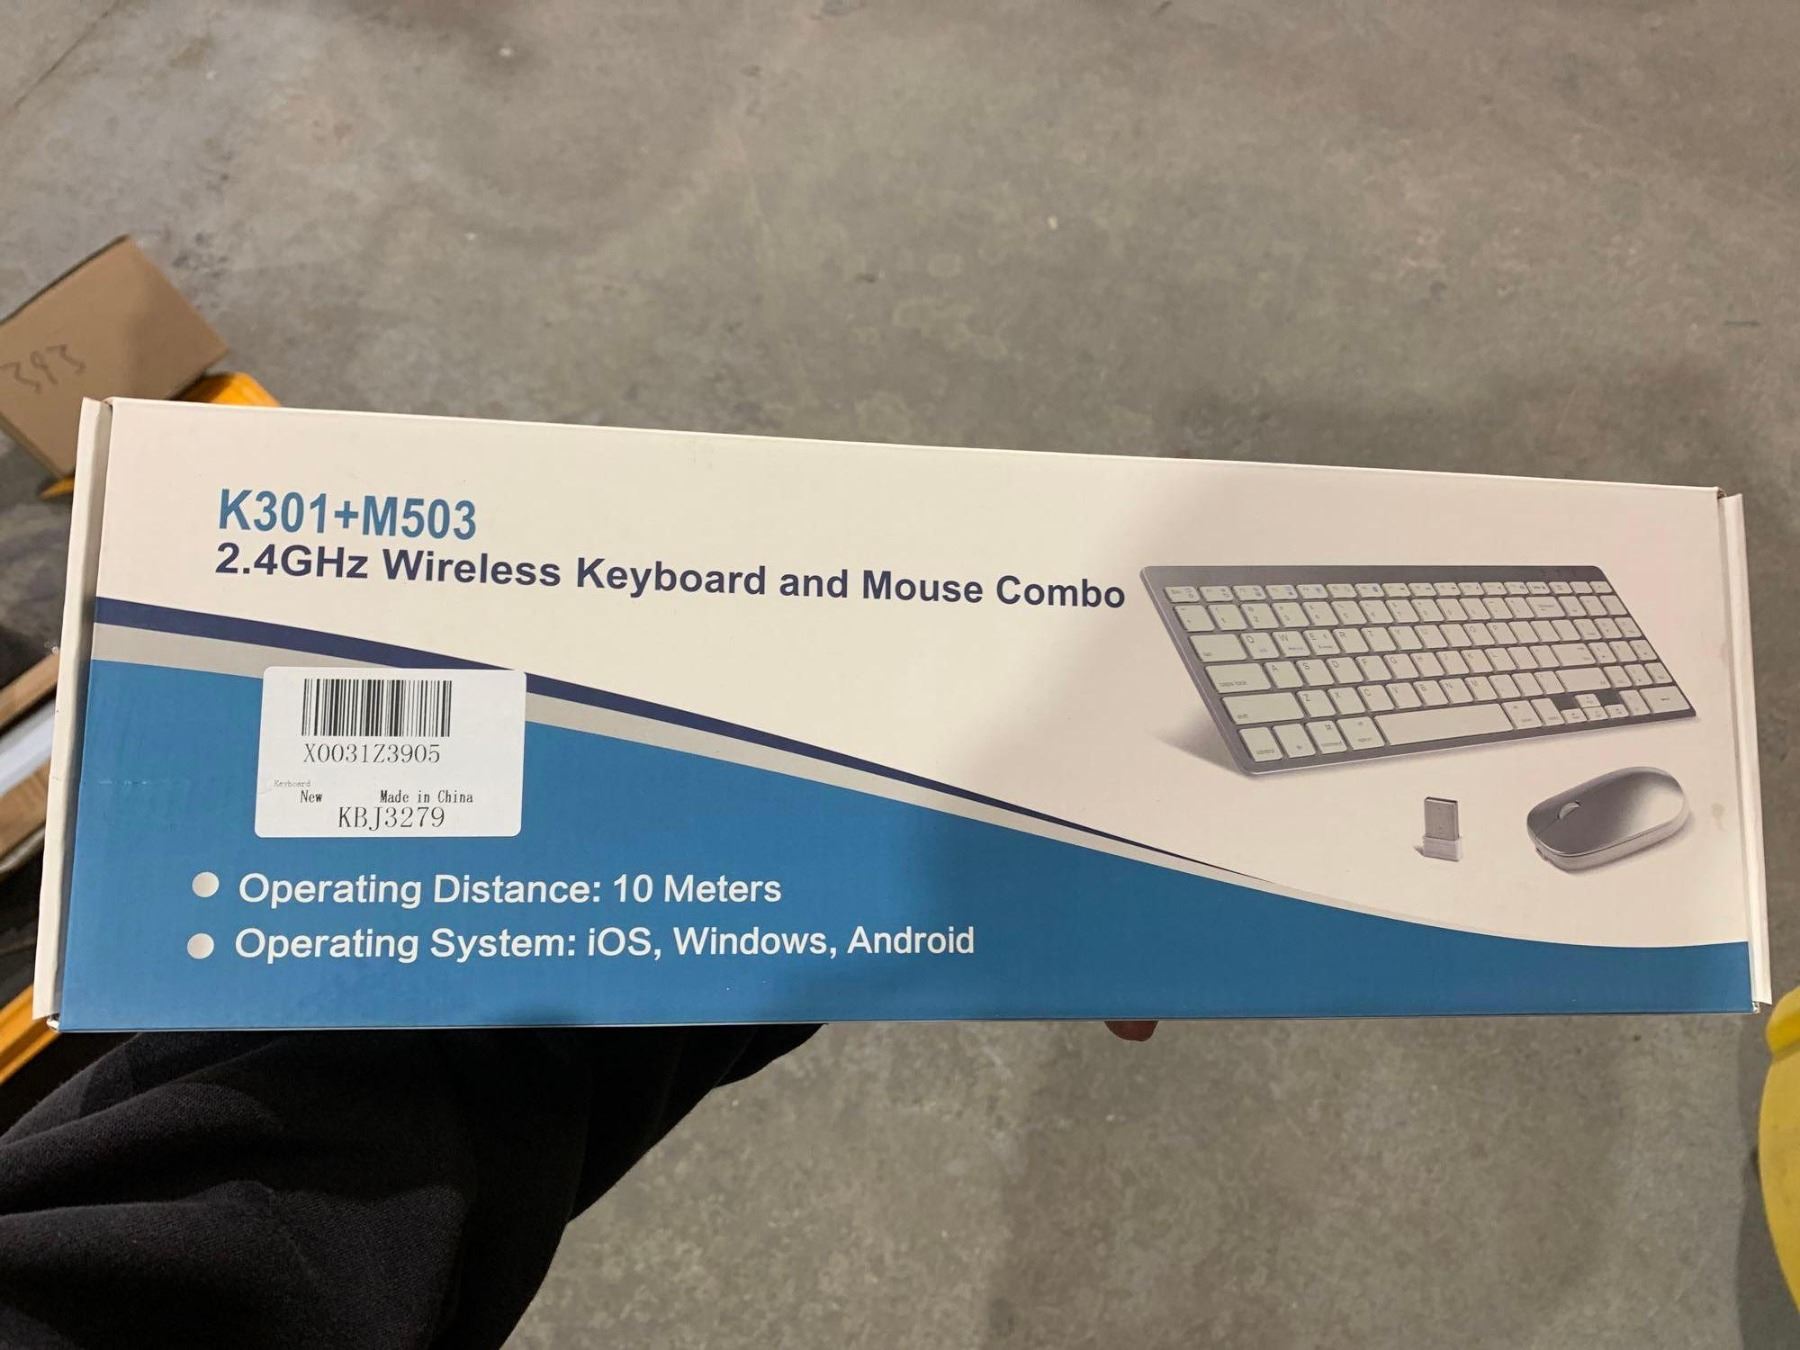 393
K301+M503
2.4GHz Wireless Keyboard and Mouse Combo
X0031Z3905
Keyboard
New Made in China
KBJ3279
Operating Distance: 10 Meters
Operating System: iOS, Windows, Android